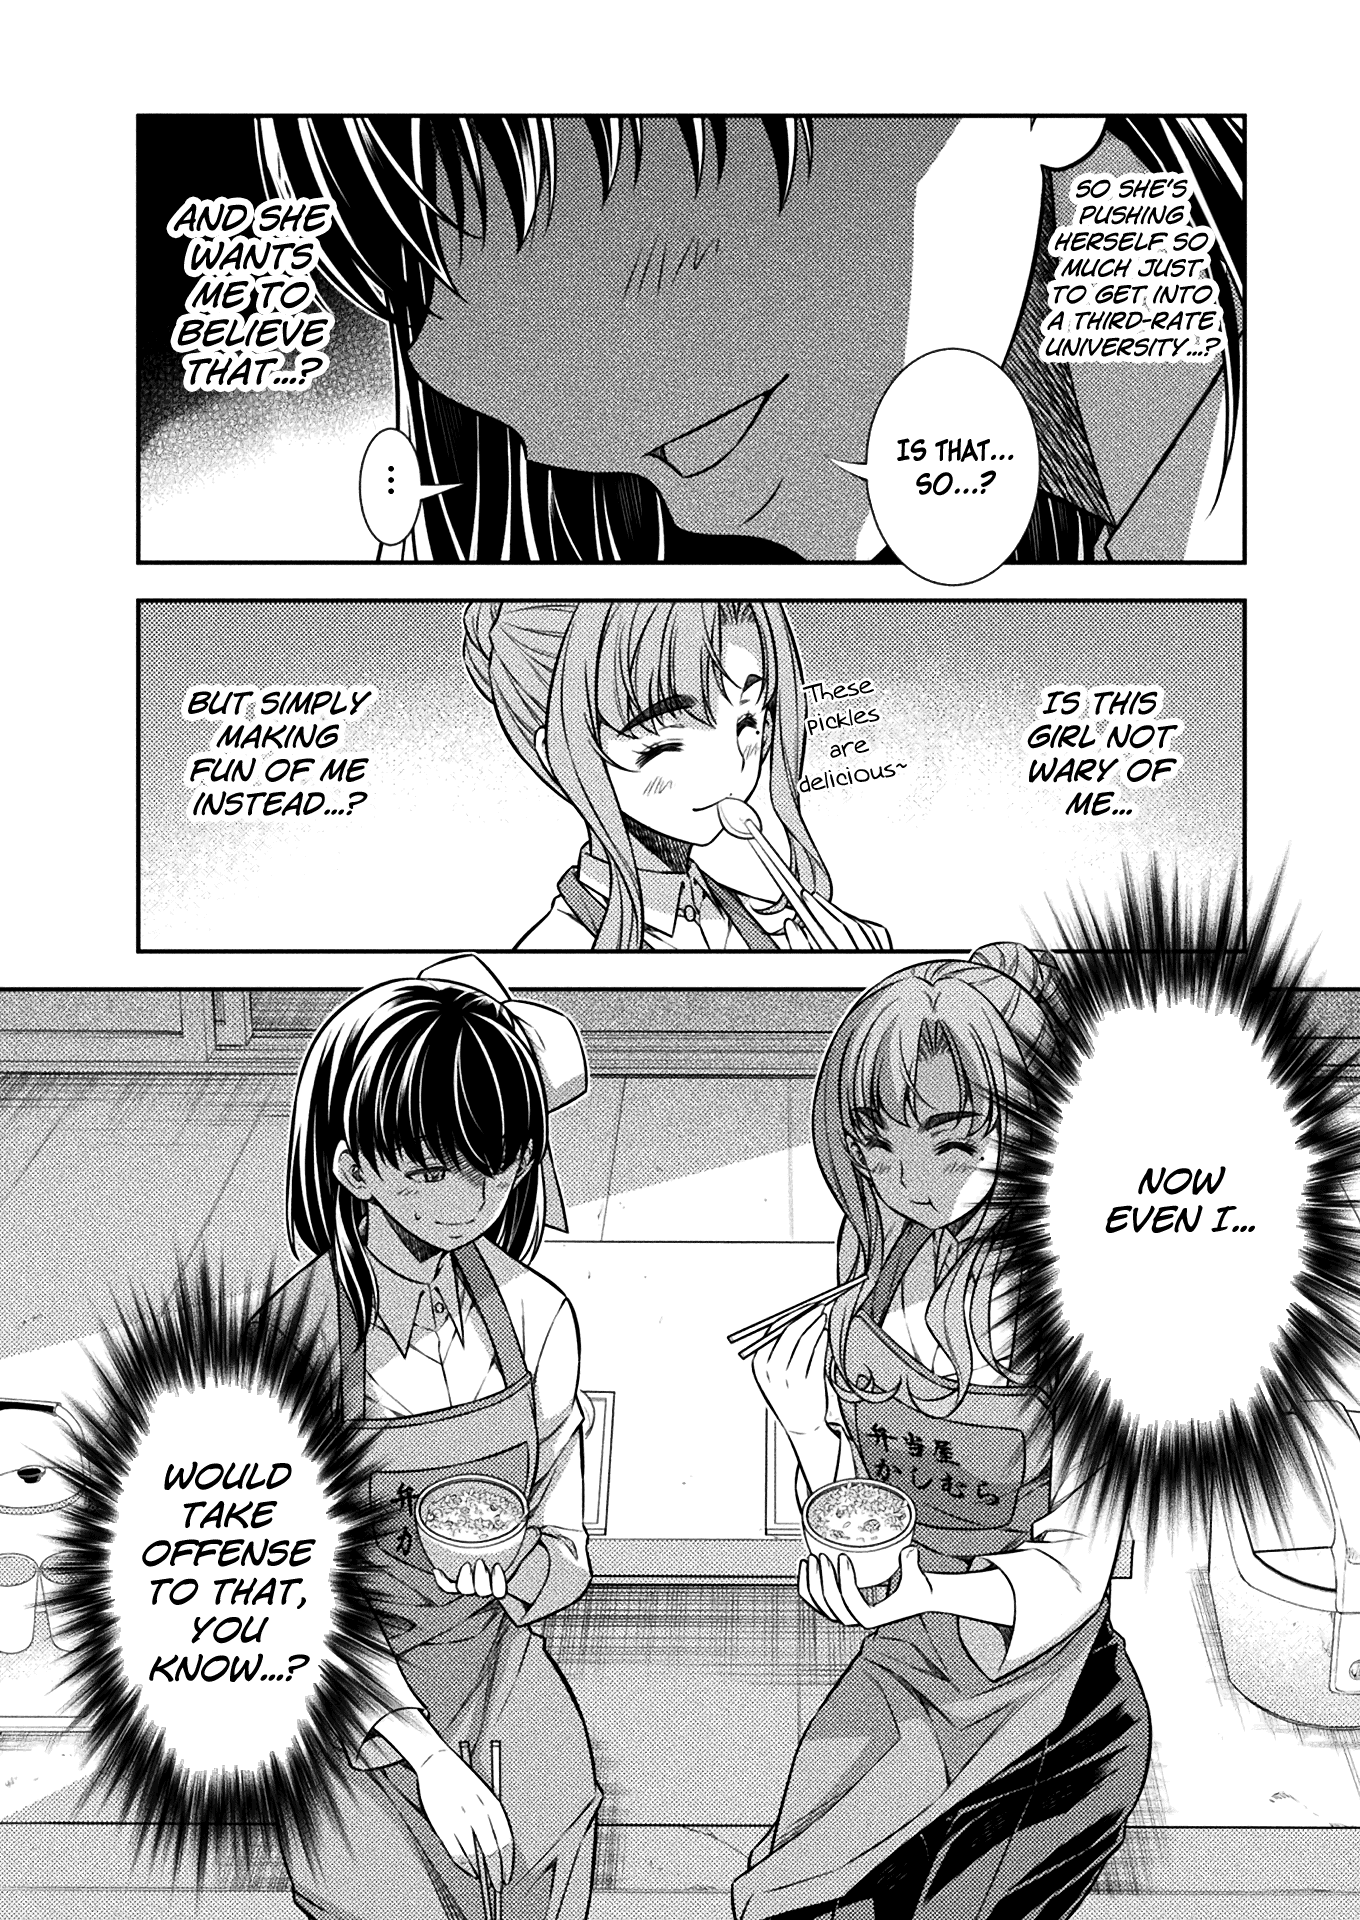 SO SHE'S
PUSHING
HERSELF SO
MUCH JUST
TO GET INTO
A THIRD-RATE
UNIVERSITY...?
IS THAT...
SO...?
AND SHE
WANTS
ME TO
BELIEVE
THAT...?
...
IS THIS
GIRL NOT
WARY OF
ME...
These
pickles
are
delicious~
BUT SIMPLY
MAKING
FUN OF ME
INSTEAD...?
NOW
EVEN I...
弁当屋
かしむら
弁
か
WOULD
TAKE
OFFENSE
TO THAT,
YOU
KNOW...?